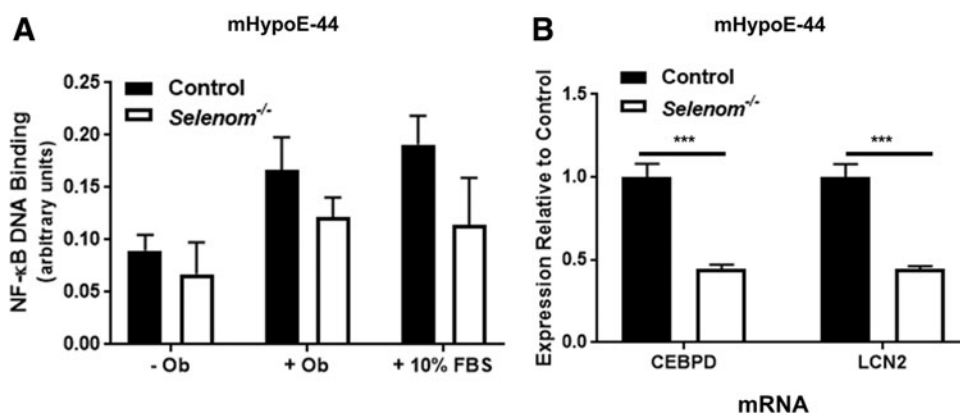 A
mHypoE-44
NF-κB DNA Binding
(arbitrary units)
0.25
0.20
0.15
0.10
0.05
0.00
Control
Selenom-/-
- Ob
+ Ob
+ 10% FBS
B
mHypoE-44
Expression Relative to Control
1.5
1.0
0.5
0.0
Control
Selenom-/-
***
***
CEBPD
LCN2
mRNA